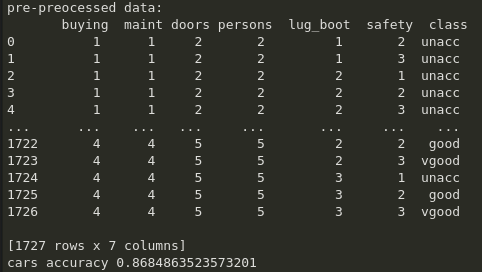 pre-preocessed data:
buying maint doors persons lug_boot safety class
0 1 1 2 2 1 2 unacc
1 1 1 2 2 1 3 unacc
2 1 1 2 2 2 1 unacc
3 1 1 2 2 2 2 unacc
4 1 1 2 2 2 3 unacc
... ... ... ... ... ... ... ...
1722 4 4 5 5 2 2 good
1723 4 4 5 5 2 3 vgood
1724 4 4 5 5 3 1 unacc
1725 4 4 5 5 3 2 good
1726 4 4 5 5 3 3 vgood
[1727 rows x 7 columns]
cars accuracy 0.8684863523573201